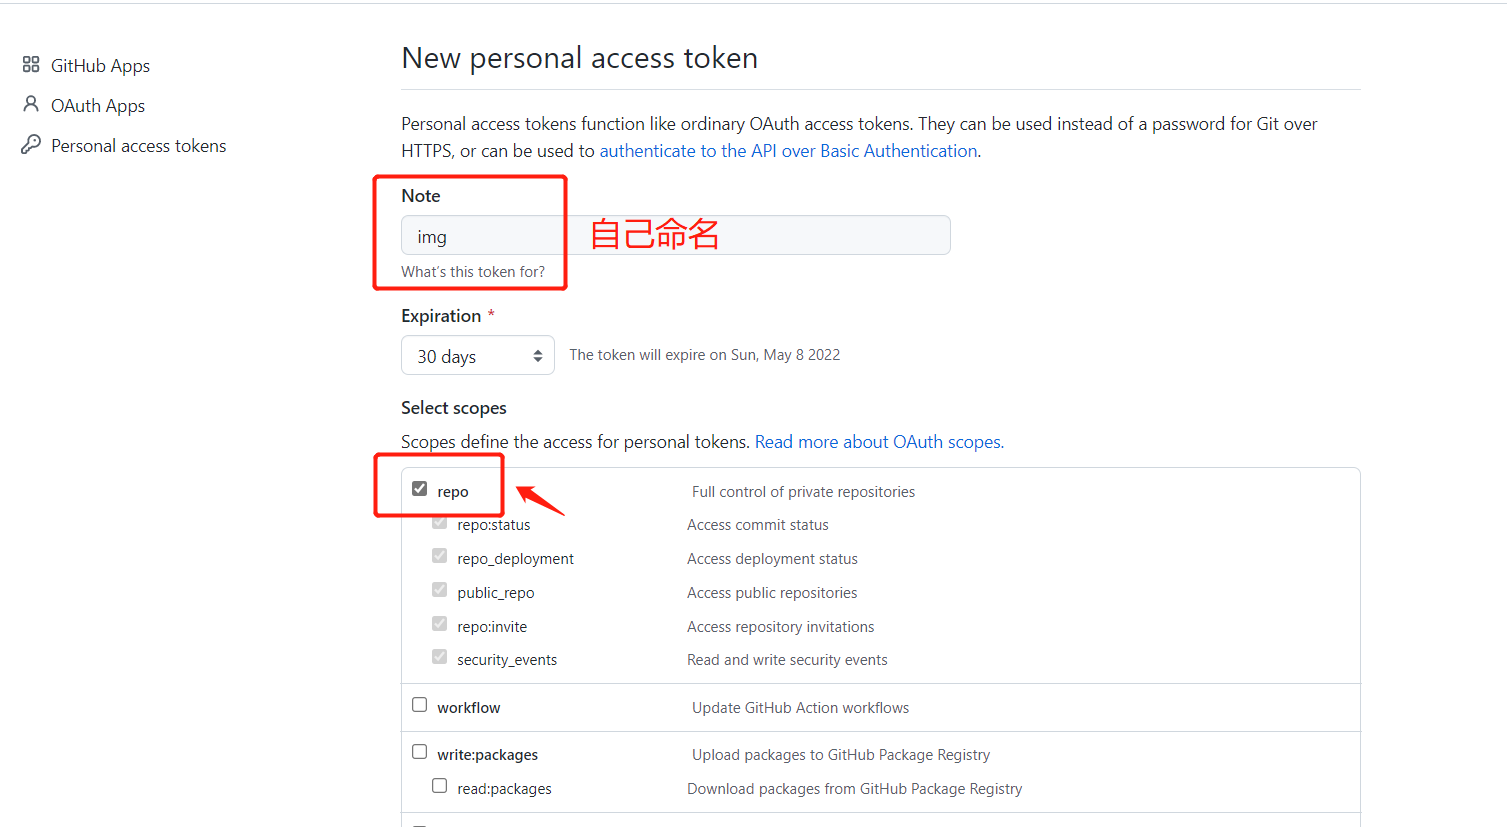 GitHub Apps
OAuth Apps
Personal access tokens
New personal access token
Personal access tokens function like ordinary OAuth access tokens. They can be used instead of a password for Git over
HTTPS, or can be used to authenticate to the API over Basic Authentication.
Note
img
自己命名
What's this token for?
Expiration *
30 days
The token will expire on Sun, May 8 2022
Select scopes
Scopes define the access for personal tokens. Read more about OAuth scopes.
repo Full control of private repositories
repo:status Access commit status
repo_deployment Access deployment status
public_repo Access public repositories
repo:invite Access repository invitations
security_events Read and write security events
workflow Update GitHub Action workflows
write:packages Upload packages to GitHub Package Registry
read:packages Download packages from GitHub Package Registry